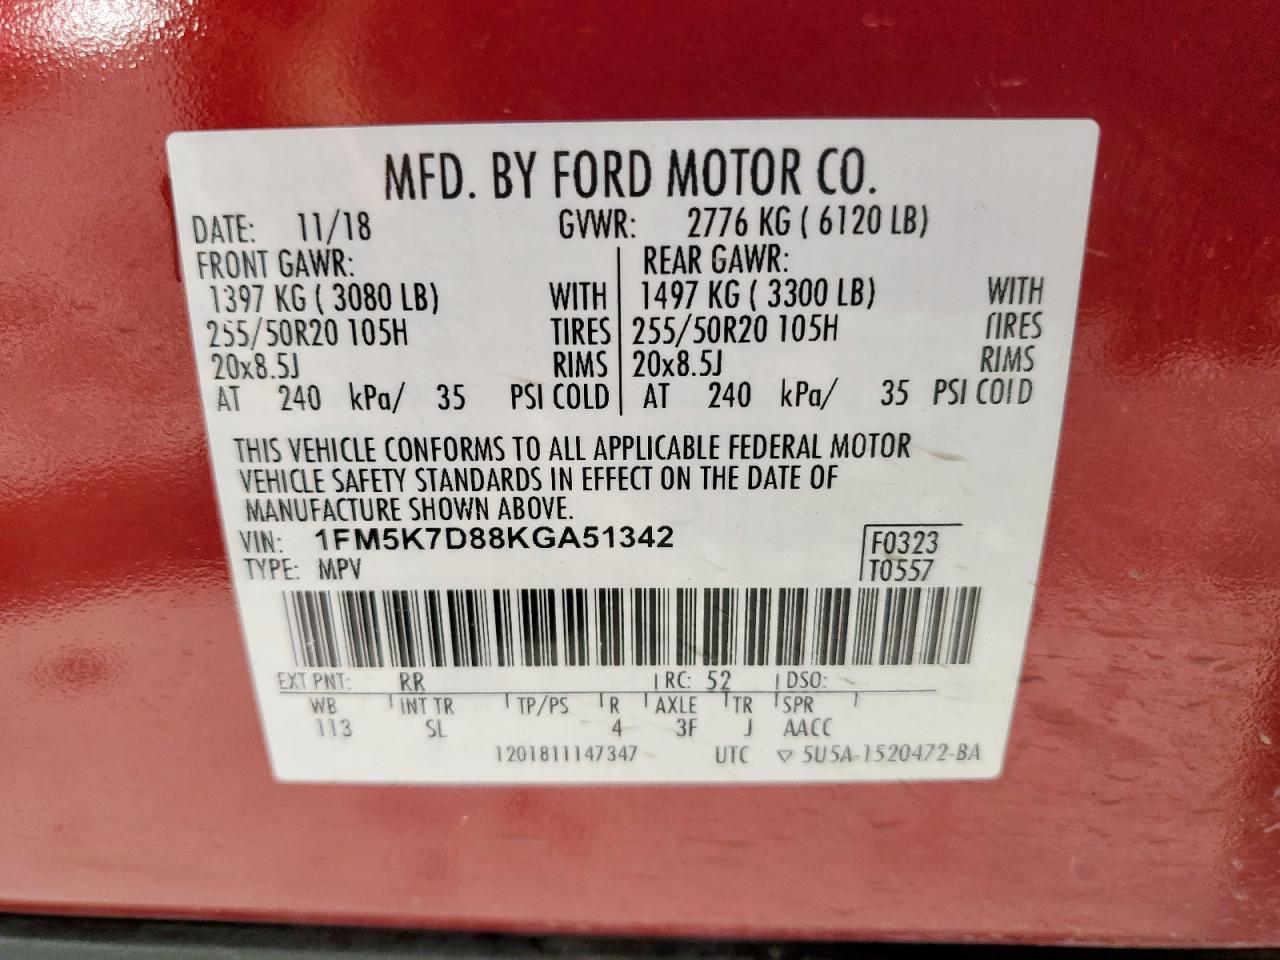 MFD. BY FORD MOTOR CO.
DATE: 11/18 GVWR: 2776 KG ( 6120 LB)
FRONT GAWR: REAR GAWR:
1397 KG ( 3080 LB) WITH 1497 KG ( 3300 LB) WITH
255/50R20 105H TIRES 255/50R20 105H TIRES
20x8.5J RIMS 20x8.5J RIMS
AT 240 kPa/ 35 PSI COLD AT 240 kPa/ 35 PSI COLD
THIS VEHICLE CONFORMS TO ALL APPLICABLE FEDERAL MOTOR
VEHICLE SAFETY STANDARDS IN EFFECT ON THE DATE OF
MANUFACTURE SHOWN ABOVE.
VIN: 1FM5K7D88KGA51342 F0323
TYPE: MPV T0557
EXT PNT: RR RC: 52 DSO:
WB INT TR TP/PS R AXLE TR SPR
113 SL 4 3F J AACC
1201811147347 UTC ▽ 5U5A-1520472-BA